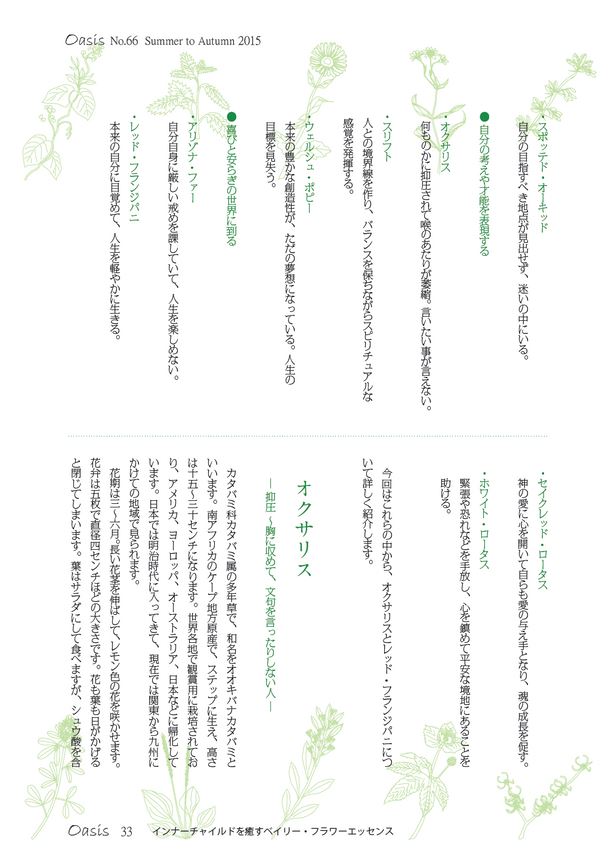 Oasis No.66 Summer to Autumn 2015
・スポッテド・オーキッド
自分の目指すべき地点が見出せず、迷いの中にいる。
●自分の考えや才能を表現する
・オクサリス
何ものかに抑圧されて喉のあたりが萎縮。言いたい事が言えない。
・スリフト
人との境界線を作り、バランスを保ちながらスピリチュアルな
感覚を発揮する。
・ウェルシュ・ポピー
本来の豊かな創造性が、ただの夢想になっている。人生の
目標を見失う。
●喜びと安らぎの世界に到る
・アリゾナ・ファー
自分自身に厳しい戒めを課していて、人生を楽しめない。
・レッド・フランジパニ
本来の自分に目覚めて、人生を軽やかに生きる。
・セイクレッド・ロータス
神の愛に心を開いて自らも愛の与え手となり、魂の成長を促す。
・ホワイト・ロータス
緊張や恐れなどを手放し、心を鎮めて平安な境地にあることを
助ける。
今回はこれらの中から、オクサリスとレッド・フランジパニにつ
いて詳しく紹介します。
オクサリス
― 抑圧 〜胸に収めて、文句を言ったりしない人 ―
カタバミ科カタバミ属の多年草で、和名をオオキバナカタバミと
いいます。南アフリカのケープ地方原産で、ステップに生え、高さ
は十五〜三十センチになります。世界各地で観賞用に栽培されてお
り、アメリカ、ヨーロッパ、オーストラリア、日本などに帰化して
います。日本では明治時代に入ってきて、現在では関東から九州に
かけての地域で見られます。
花期は三〜六月。長い花茎を伸ばして、レモン色の花を咲かせます。
花弁は五枚で直径四センチほどの大きさです。花も葉も日がかげる
と閉じてしまいます。葉はサラダにして食べますが、シュウ酸を含
Oasis 33 インナーチャイルドを癒すベイリー・フラワーエッセンス